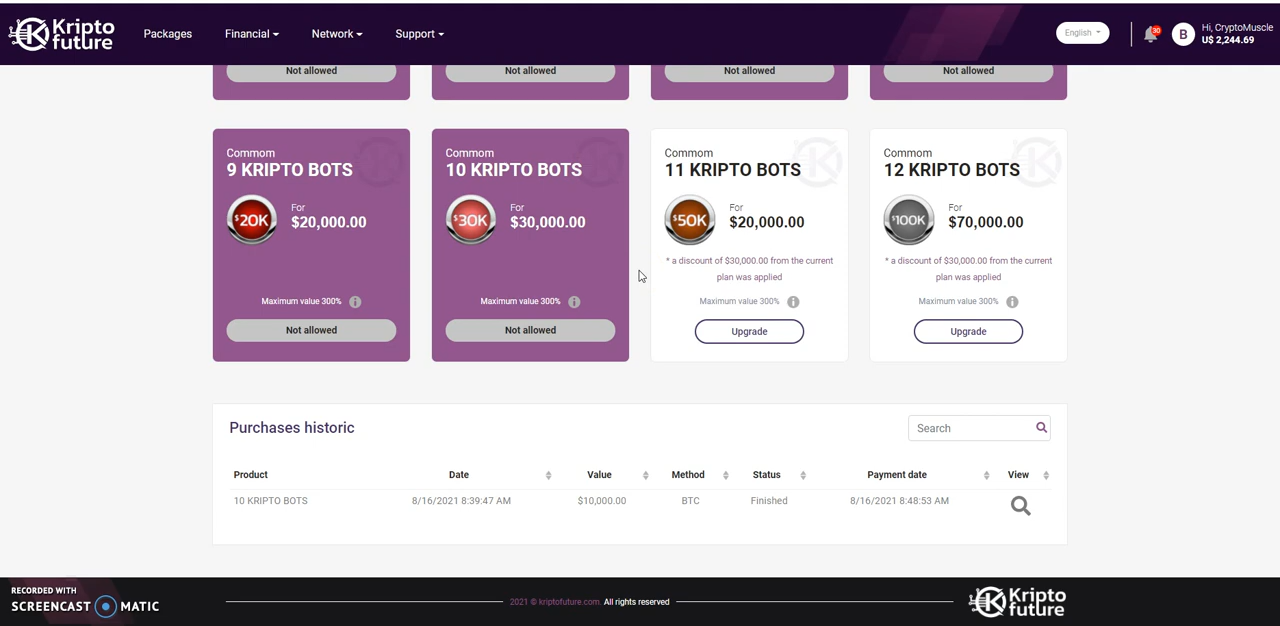 Kripto future
Packages
Financial
Network
Support
English
30
B
Hi, CryptoMuscle
U$ 2,244.69
Not allowed
Not allowed
Not allowed
Not allowed
Commom
9 KRIPTO BOTS
$20K
For
$20,000.00
Maximum value 300%
Not allowed
Commom
10 KRIPTO BOTS
$30K
For
$30,000.00
Maximum value 300%
Not allowed
Commom
11 KRIPTO BOTS
$50K
For
$20,000.00
* a discount of $30,000.00 from the current
plan was applied
Maximum value 300%
Upgrade
Commom
12 KRIPTO BOTS
$100K
For
$70,000.00
* a discount of $30,000.00 from the current
plan was applied
Maximum value 300%
Upgrade
Purchases historic
Search
Product Date Value Method Status Payment date View
10 KRIPTO BOTS 8/16/2021 8:39:47 AM $10,000.00 BTC Finished 8/16/2021 8:48:53 AM
RECORDED WITH
SCREENCAST MATIC
2021 © kriptofuture.com. All rights reserved
Kripto future